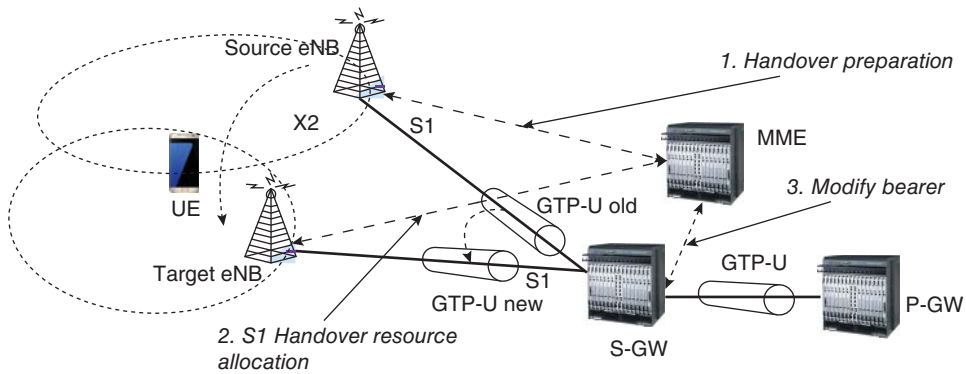 Source eNB
1. Handover preparation
X2
S1
MME
UE
GTP-U old
3. Modify bearer
Target eNB
S1
GTP-U
GTP-U new
P-GW
2. S1 Handover resource
allocation
S-GW